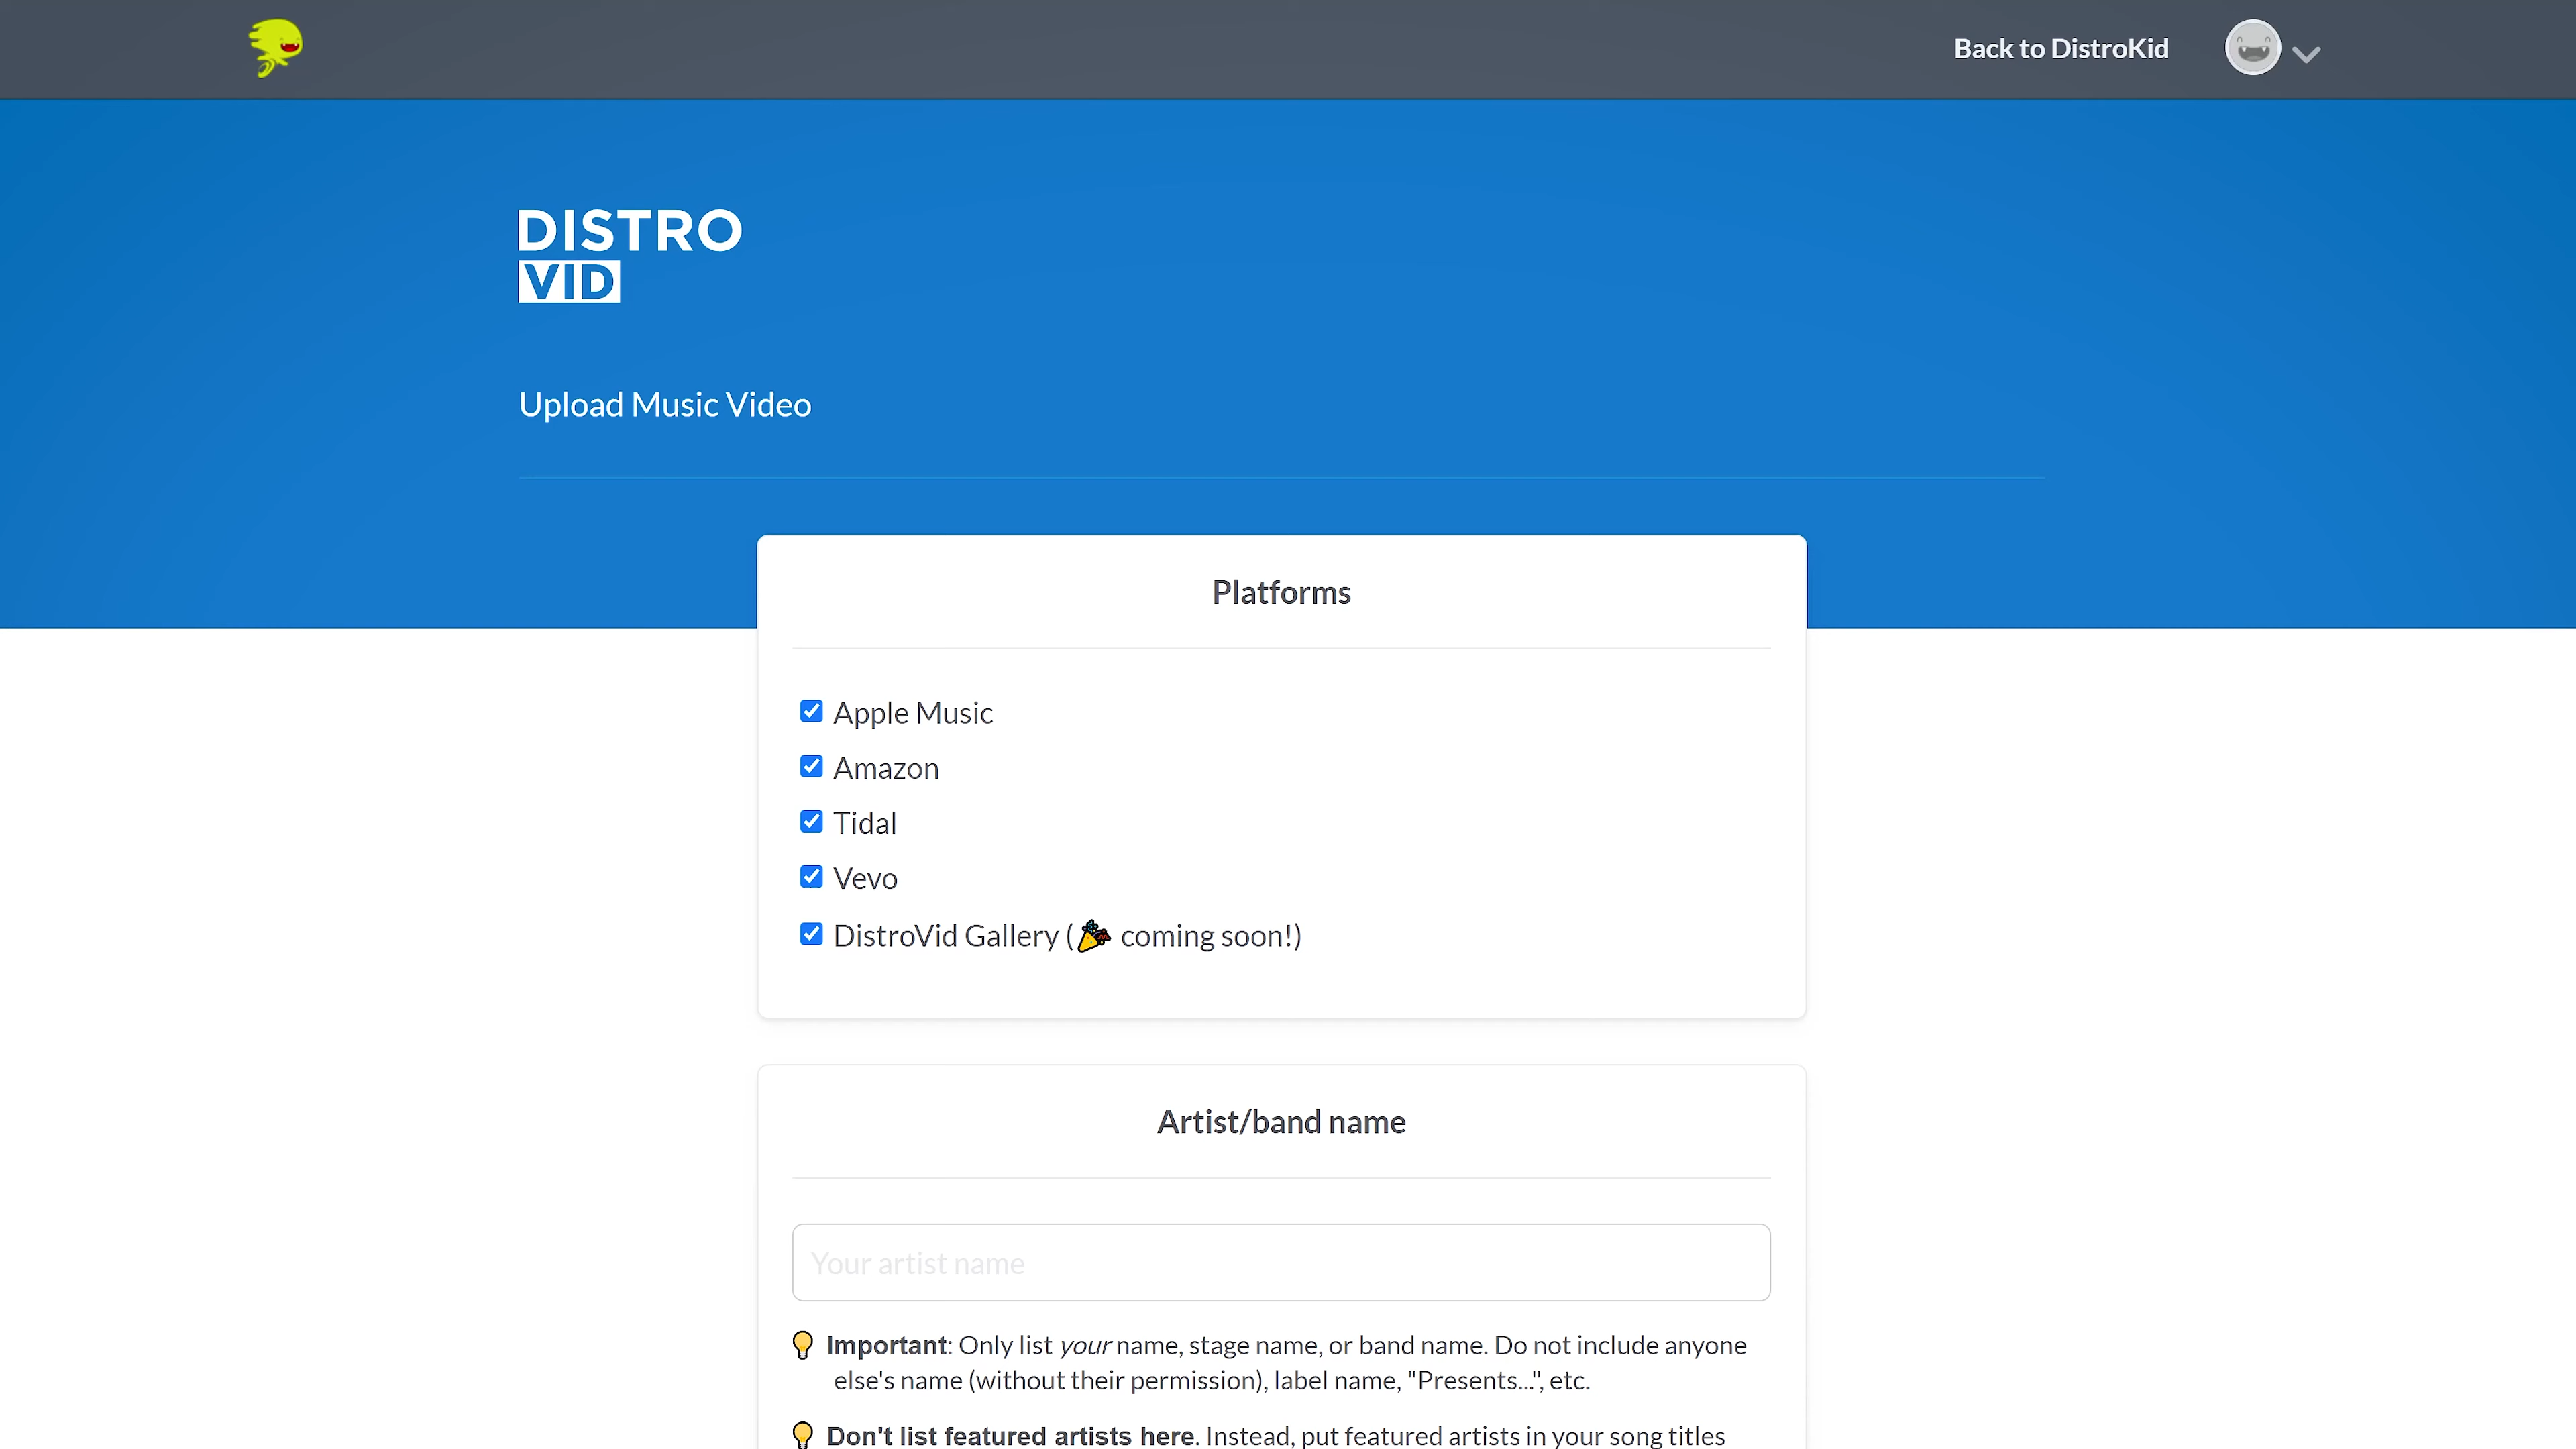 Back to DistroKid
DISTRO
VID
Upload Music Video
Platforms
Apple Music
Amazon
Tidal
Vevo
DistroVid Gallery (🎉 coming soon!)
Artist/band name
Your artist name
Important: Only list your name, stage name, or band name. Do not include anyone
else's name (without their permission), label name, "Presents...", etc.
Don't list featured artists here. Instead, put featured artists in your song titles